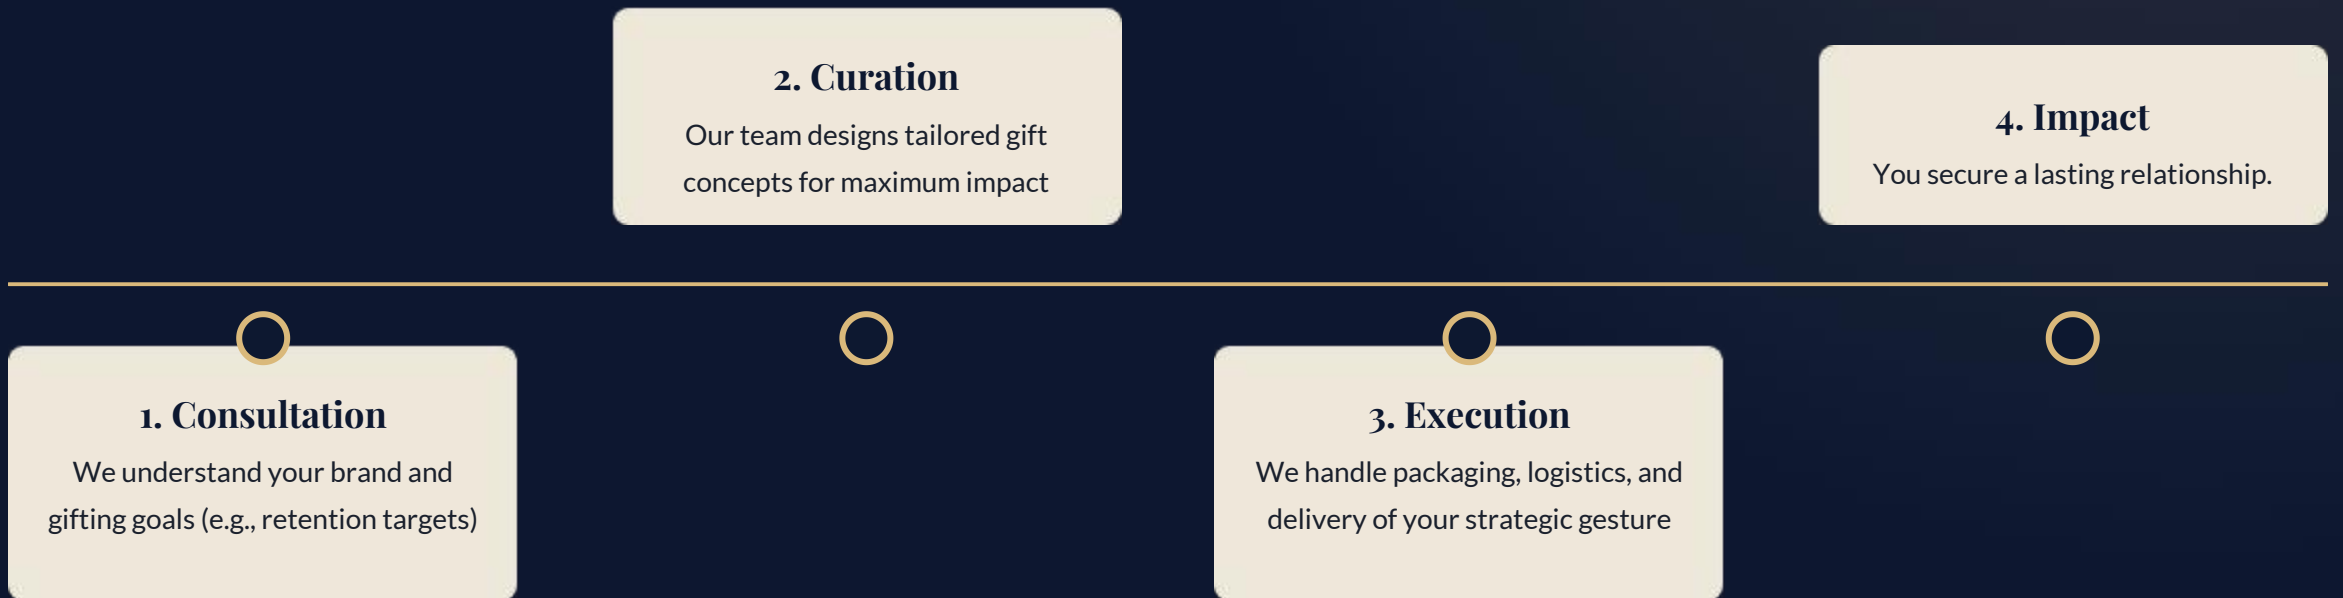 1. Consultation
We understand your brand and
gifting goals (e.g., retention targets)
2. Curation
Our team designs tailored gift
concepts for maximum impact
3. Execution
We handle packaging, logistics, and
delivery of your strategic gesture
4. Impact
You secure a lasting relationship.